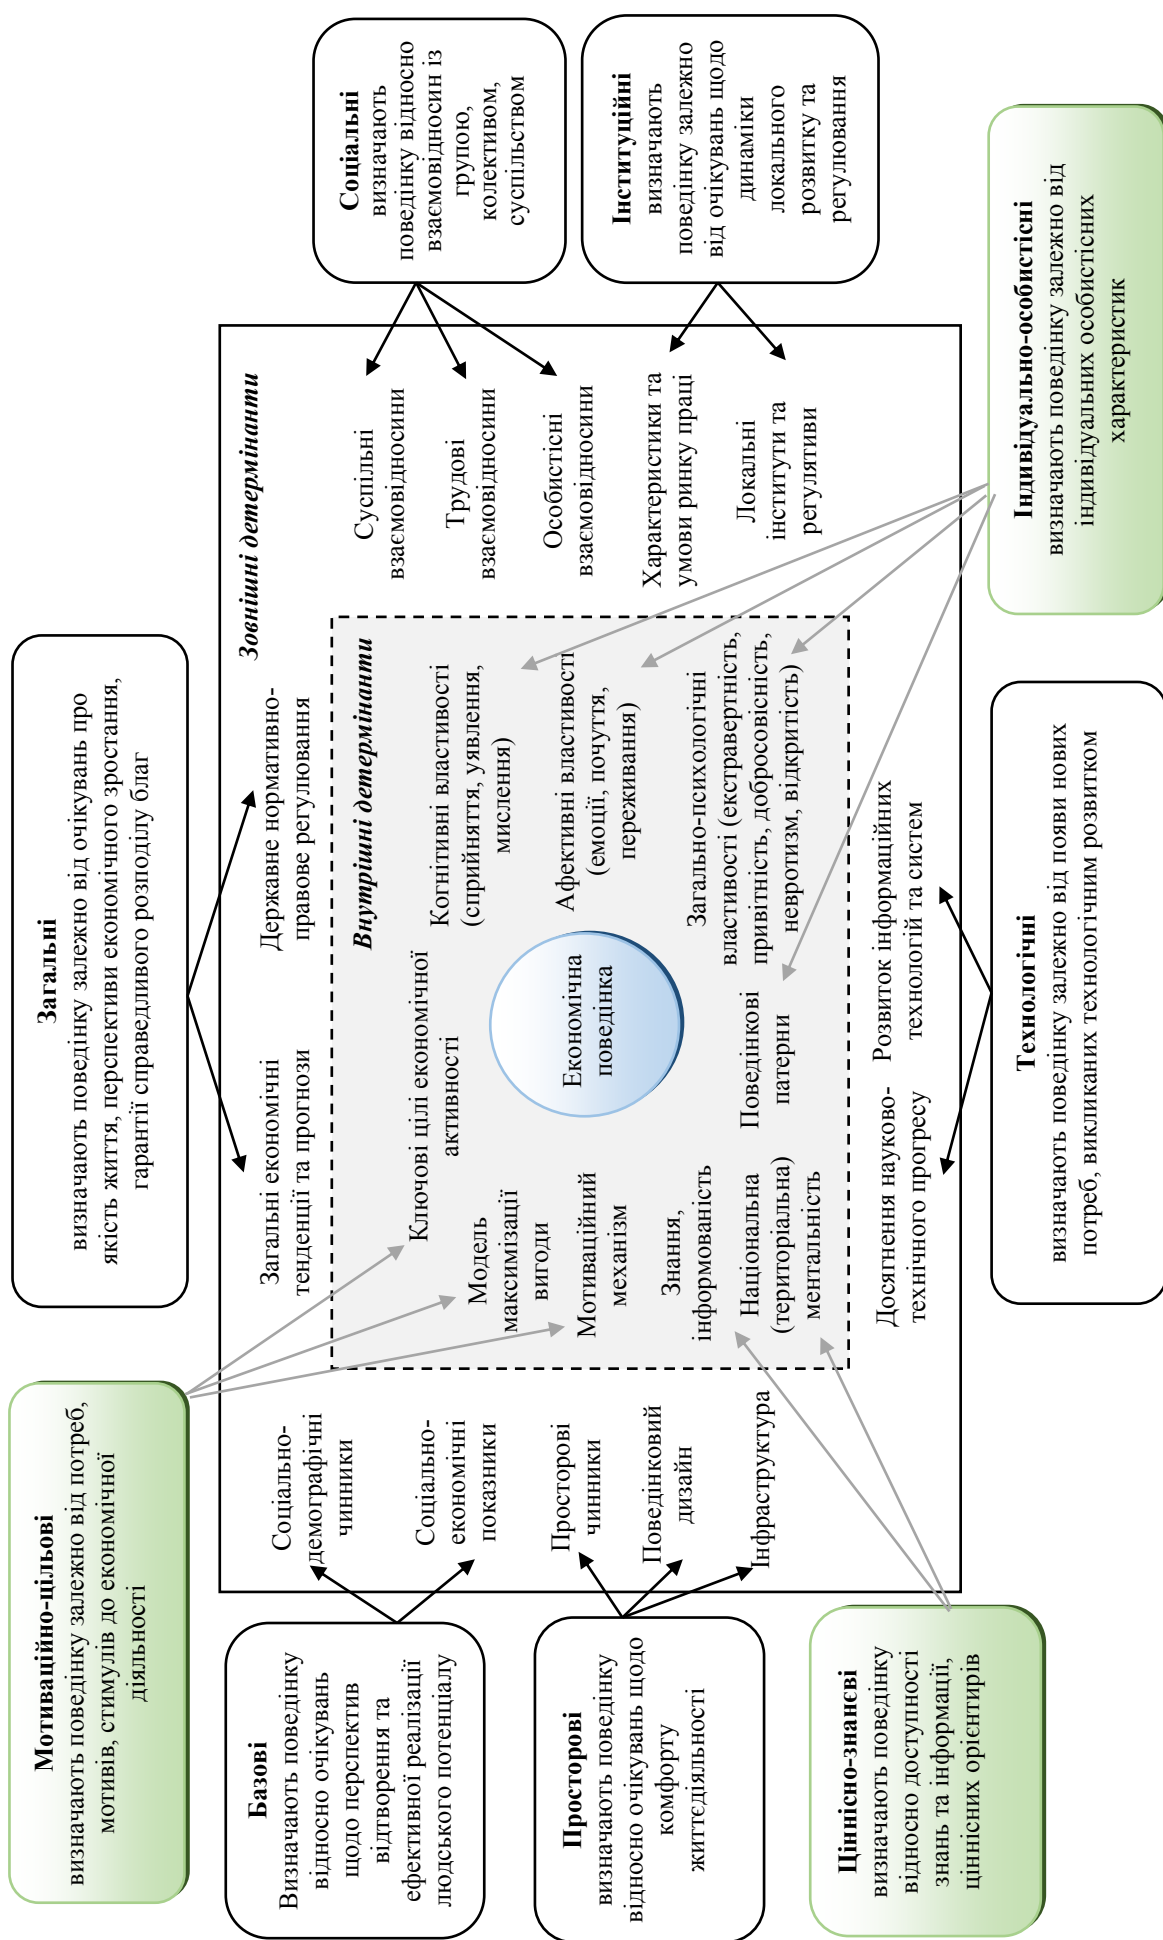 Мотиваційно-цільові
визначають поведінку залежно від потреб,
мотивів, стимулів до економічної
діяльності
Загальні
визначають поведінку залежно від очікувань про
якість життя, перспективи економічного зростання,
гарантії справедливого розподілу благ
Базові
Визначають поведінку
відносно очікувань
щодо перспектив
відтворення та
ефективної реалізації
людського потенціалу
Просторові
визначають поведінку
відносно очікувань щодо
комфорту
життєдіяльності
Ціннісно-знаєві
визначають поведінку
відносно доступності
знань та інформації,
ціннісних орієнтирів
Соціально-
демографічні
чинники
Соціально-
економічні
показники
Просторові
чинники
Поведінковий
дизайн
Інфраструктура
Загальні економічні
тенденції та прогнози
Державне нормативно-
правове регулювання
Зовнішні детермінанти
Внутрішні детермінанти
Ключові цілі економічної
активності
Модель
максимізації
вигоди
Мотиваційний
механізм
Знання,
інформованість
Національна
(територіальна)
ментальність
Економічна
поведінка
Поведінкові
патерни
Когнітивні властивості
(сприйняття, уявлення,
мислення)
Афективні властивості
(емоції, почуття,
переживання)
Загально-психологічні
властивості (екстравертність,
привітність, добросовісність,
невротизм, відкритість)
Досягнення науково-
технічного прогресу
Розвиток інформаційних
технологій та систем
Суспільні
взаємовідносини
Трудові
взаємовідносини
Особистісні
взаємовідносини
Характеристики та
умови ринку праці
Локальні
інститути та
регулятиви
Соціальні
визначають
поведінку відносно
взаємовідносин із
групою,
колективом,
суспільством
Інституційні
визначають
поведінку залежно
від очікувань щодо
динаміки
локального
розвитку та
регулювання
Технологічні
визначають поведінку залежно від появи нових
потреб, викликаних технологічним розвитком
Індивідуально-особистісні
визначають поведінку залежно від
індивідуальних особистісних
характеристик